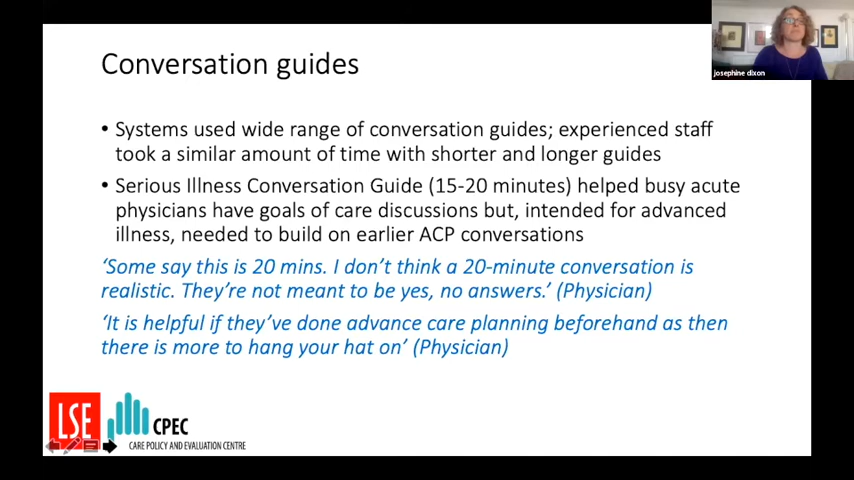 josephine dixon
Conversation guides
• Systems used wide range of conversation guides; experienced staff
took a similar amount of time with shorter and longer guides
• Serious Illness Conversation Guide (15-20 minutes) helped busy acute
physicians have goals of care discussions but, intended for advanced
illness, needed to build on earlier ACP conversations
‘Some say this is 20 mins. I don’t think a 20-minute conversation is
realistic. They’re not meant to be yes, no answers.’ (Physician)
‘It is helpful if they’ve done advance care planning beforehand as then
there is more to hang your hat on’ (Physician)
LSE
CPEC
CARE POLICY AND EVALUATION CENTRE